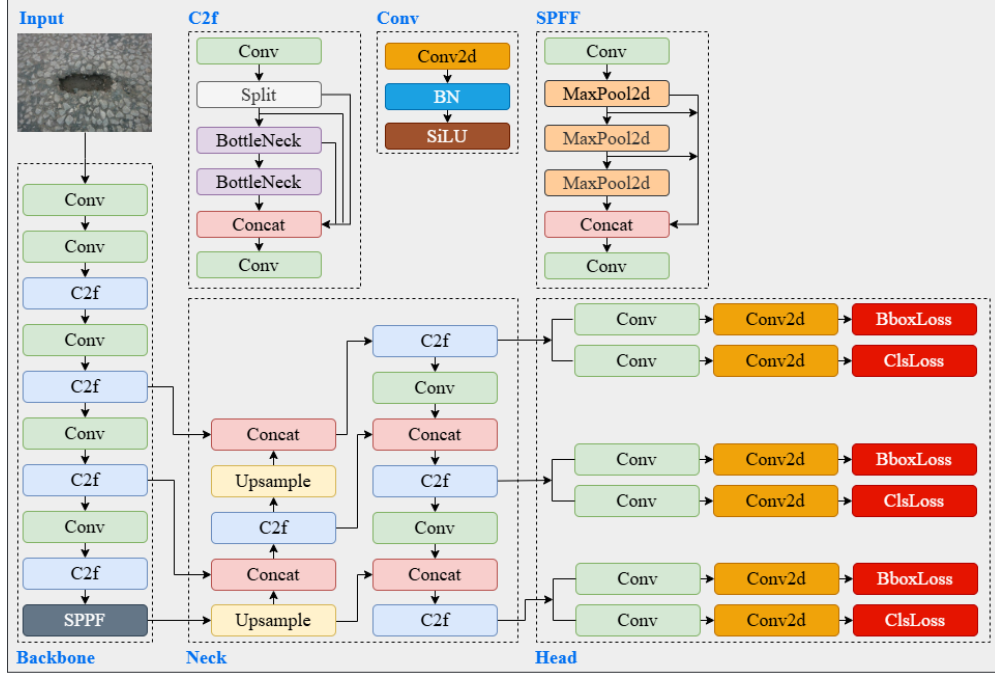 Input
C2f
Conv
SPFF
Conv
Split
BottleNeck
BottleNeck
Concat
Conv
Conv2d
BN
SiLU
Conv
MaxPool2d
MaxPool2d
MaxPool2d
Concat
Conv
Conv
Conv
C2f
Conv
C2f
Conv
C2f
Conv
C2f
SPPF
Backbone
Concat
Upsample
C2f
Concat
Upsample
C2f
Conv
Concat
C2f
Conv
Concat
C2f
Neck
Conv Conv2d BboxLoss
Conv Conv2d ClsLoss
Conv Conv2d BboxLoss
Conv Conv2d ClsLoss
Conv Conv2d BboxLoss
Conv Conv2d ClsLoss
Head